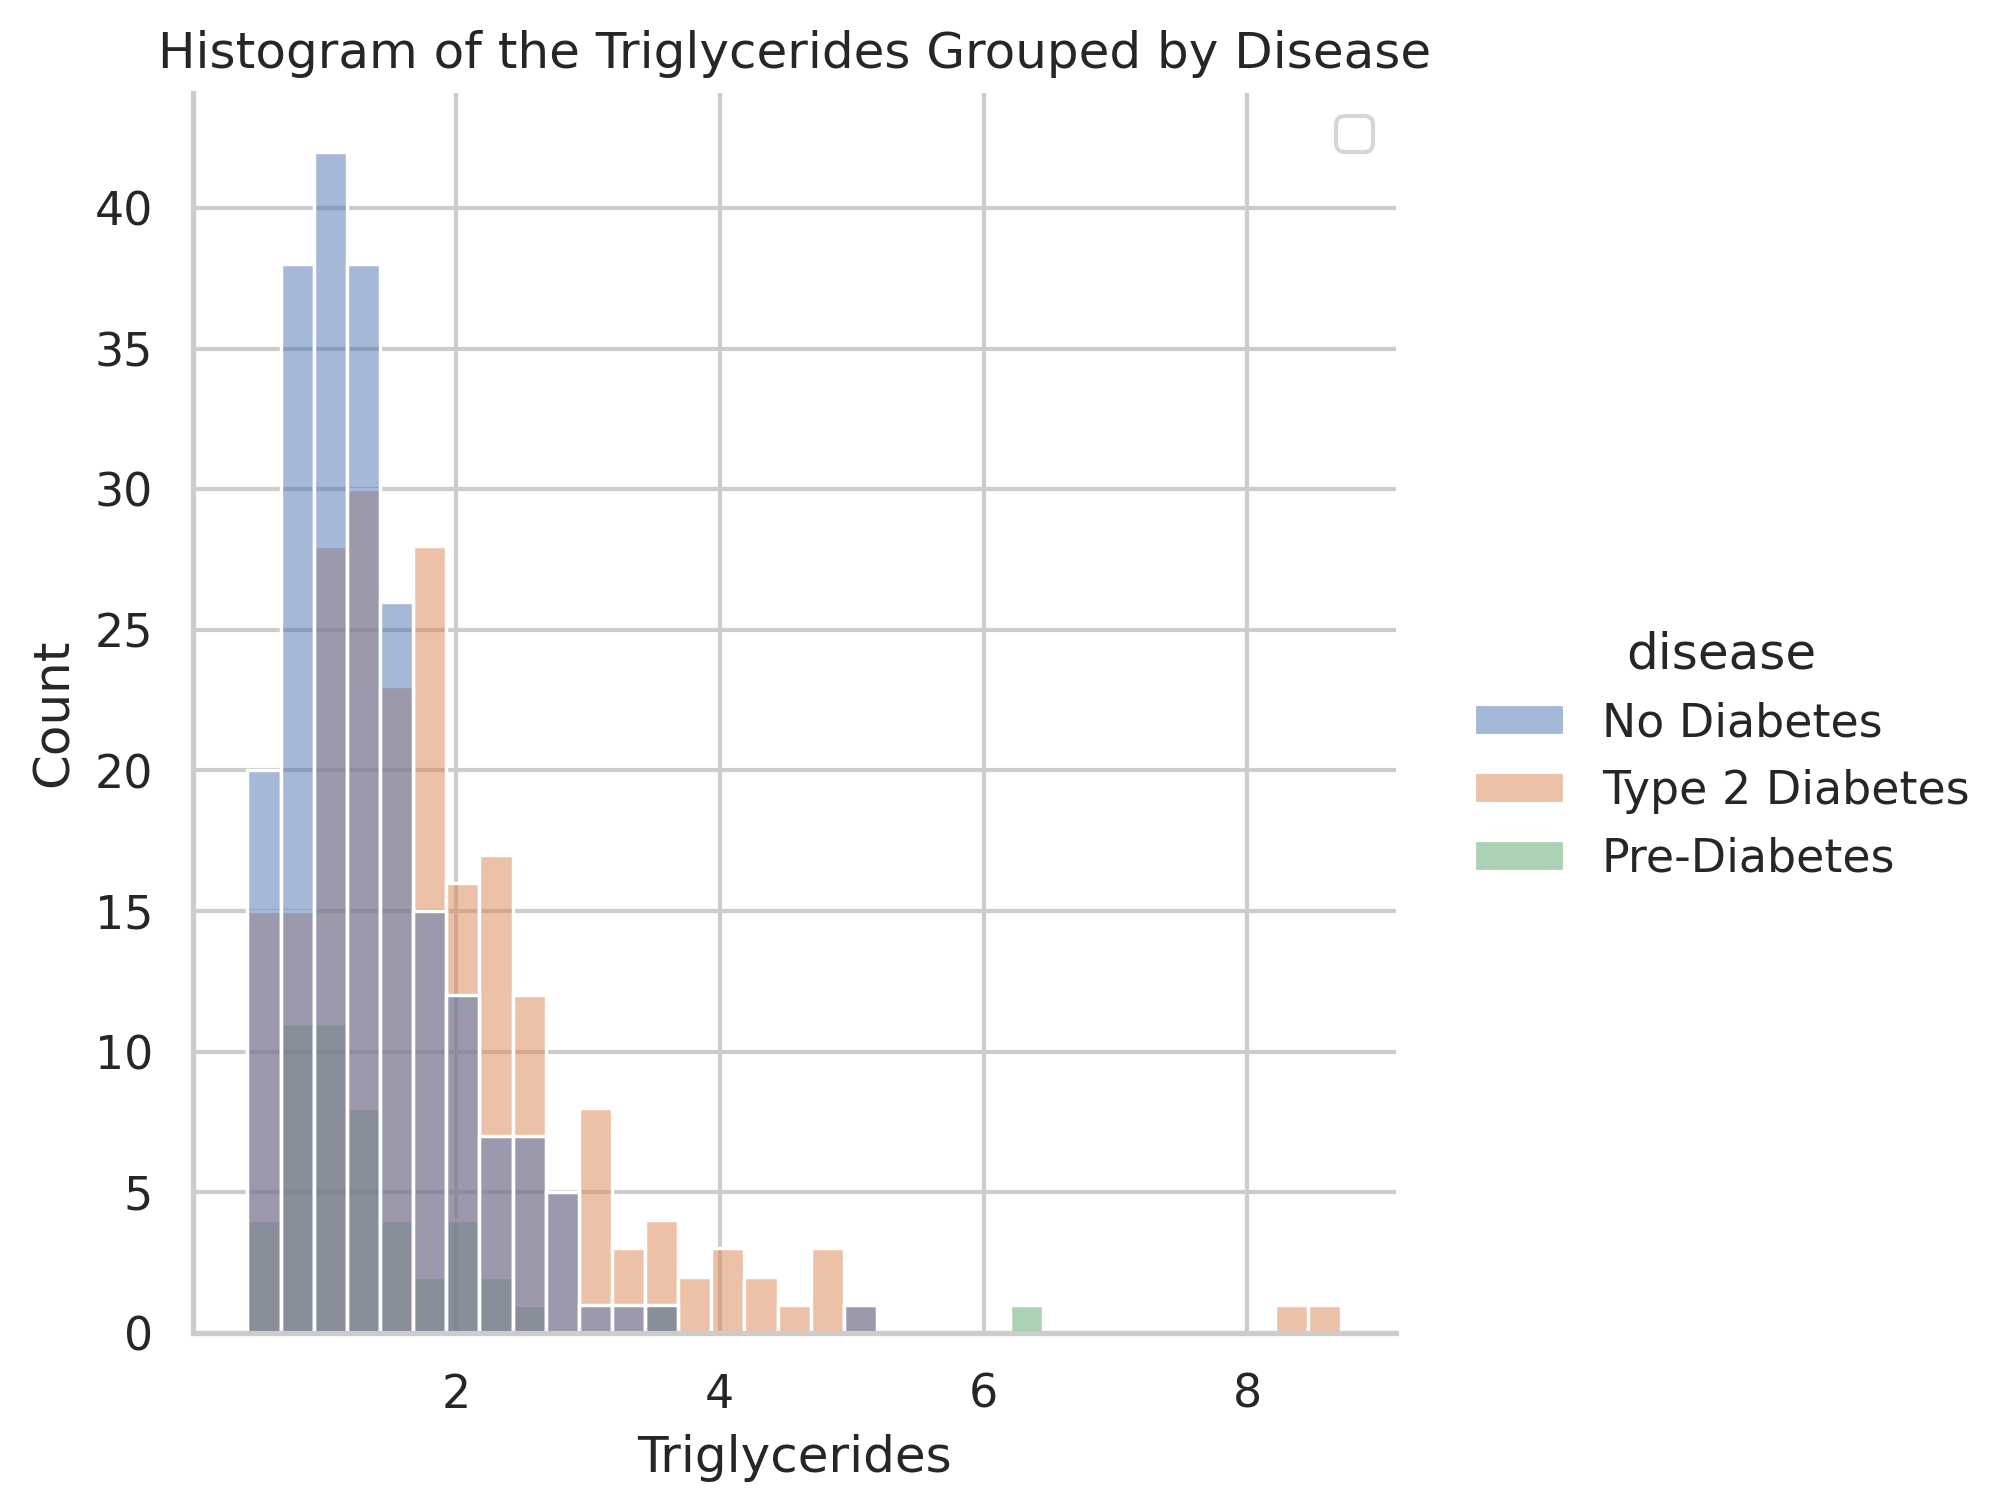 Histogram of the Triglycerides Grouped by Disease
40
35
30
25
20
15
10
5
0
Count
2 4 6 8
Triglycerides
disease
No Diabetes
Type 2 Diabetes
Pre-Diabetes